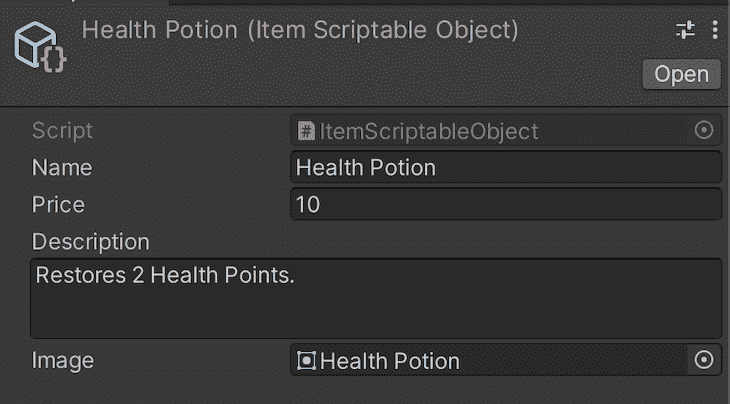 Health Potion (Item Scriptable Object)
Open
Script # ItemScriptableObject
Name Health Potion
Price 10
Description
Restores 2 Health Points.
Image Health Potion